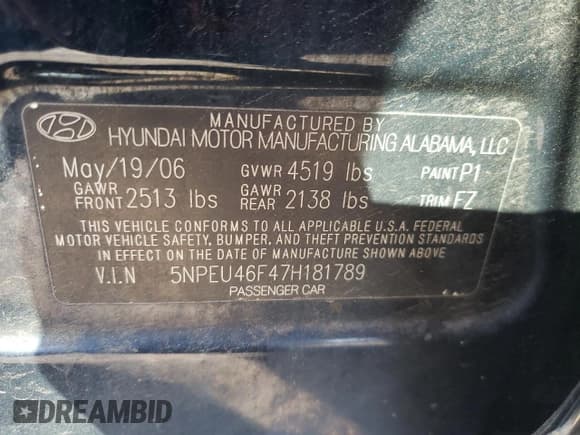 MANUFACTURED BY
HYUNDAI MOTOR MANUFACTURING ALABAMA, LLC
May/19/06 GVWR 4519 lbs PAINT P1
GAWR FRONT 2513 lbs GAWR REAR 2138 lbs TRIM FZ
THIS VEHICLE CONFORMS TO ALL APPLICABLE U.S.A. FEDERAL
MOTOR VEHICLE SAFETY, BUMPER, AND THEFT PREVENTION STANDARDS
IN EFFECT ON THE DATE OF MANUFACTURE SHOWN ABOVE.
V.I.N 5NPEU46F47H181789
PASSENGER CAR
DREAMBID